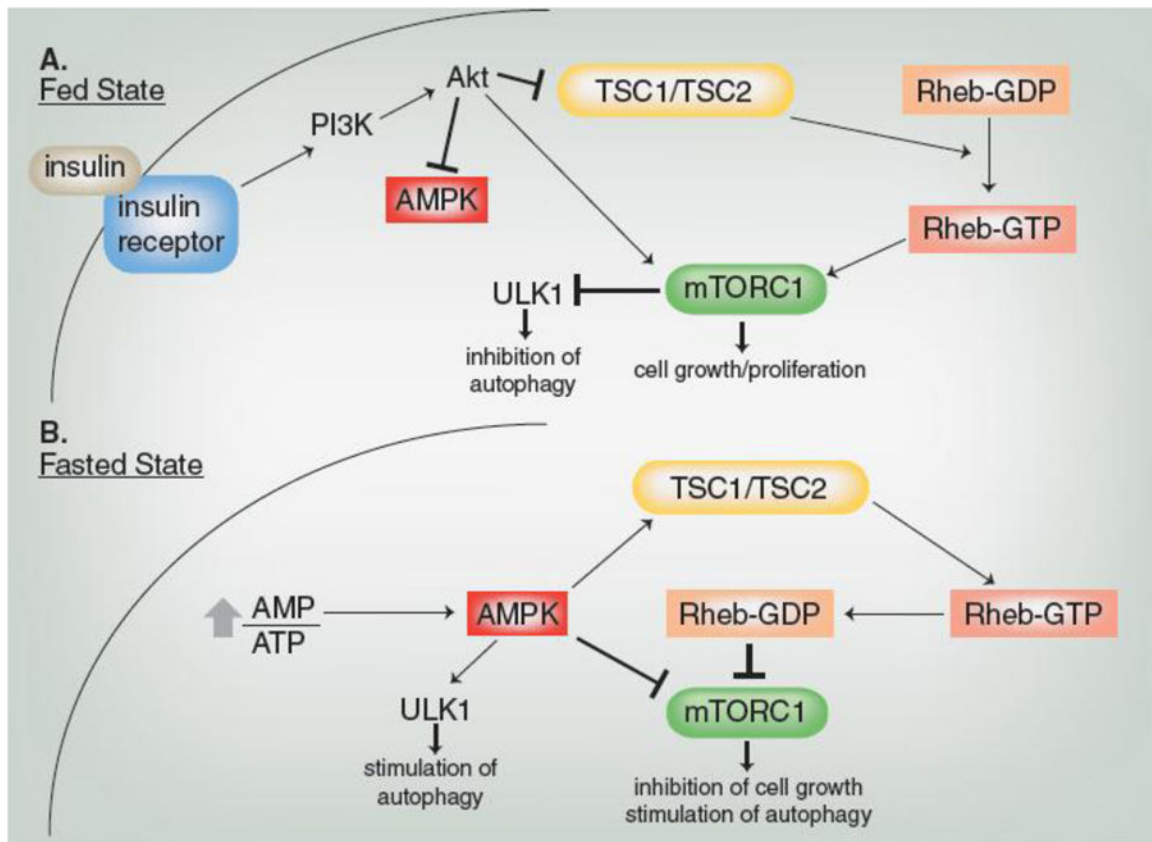 A.
Fed State
Akt
TSC1/TSC2
Rheb-GDP
PI3K
insulin
insulin
receptor
AMPK
Rheb-GTP
ULK1
mTORC1
inhibition of
autophagy
cell growth/proliferation
B.
Fasted State
TSC1/TSC2
AMP
ATP
AMPK
Rheb-GDP
Rheb-GTP
ULK1
mTORC1
stimulation of
autophagy
inhibition of cell growth
stimulation of autophagy